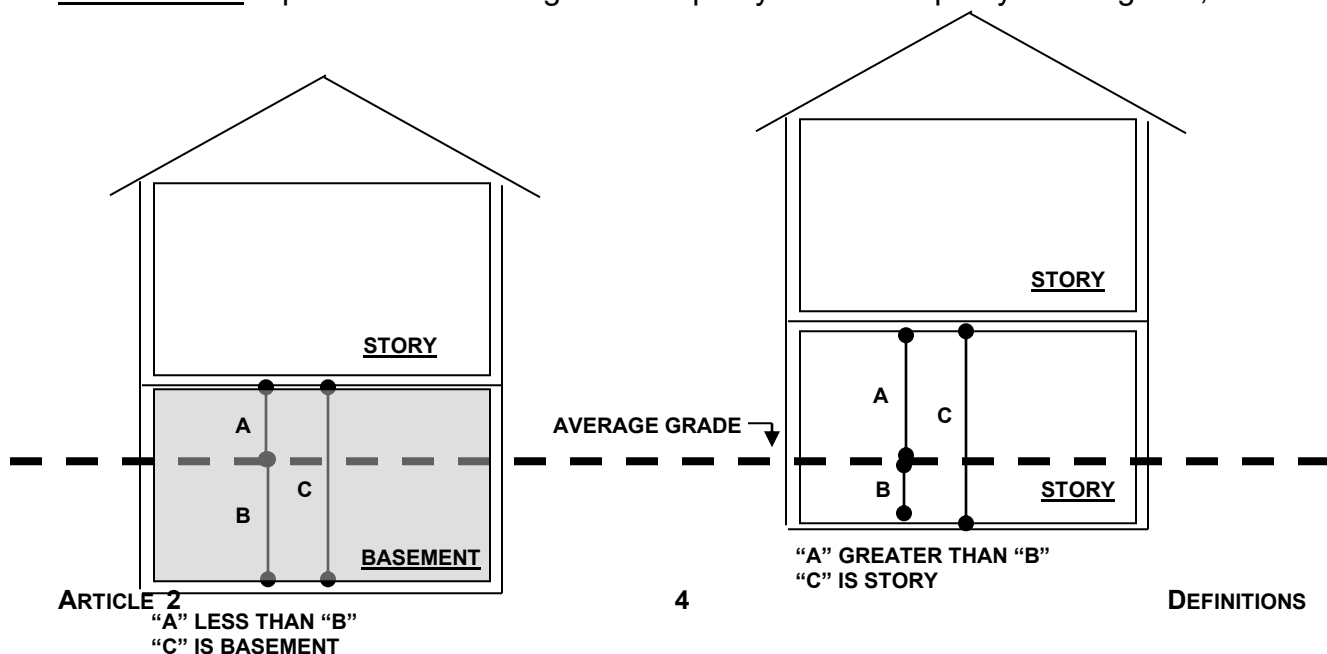 STORY
STORY
A
C
B
BASEMENT
AVERAGE GRADE
A
C
B
STORY
“A” GREATER THAN “B”
“C” IS STORY
ARTICLE 2 4 DEFINITIONS
“A” LESS THAN “B”
“C” IS BASEMENT